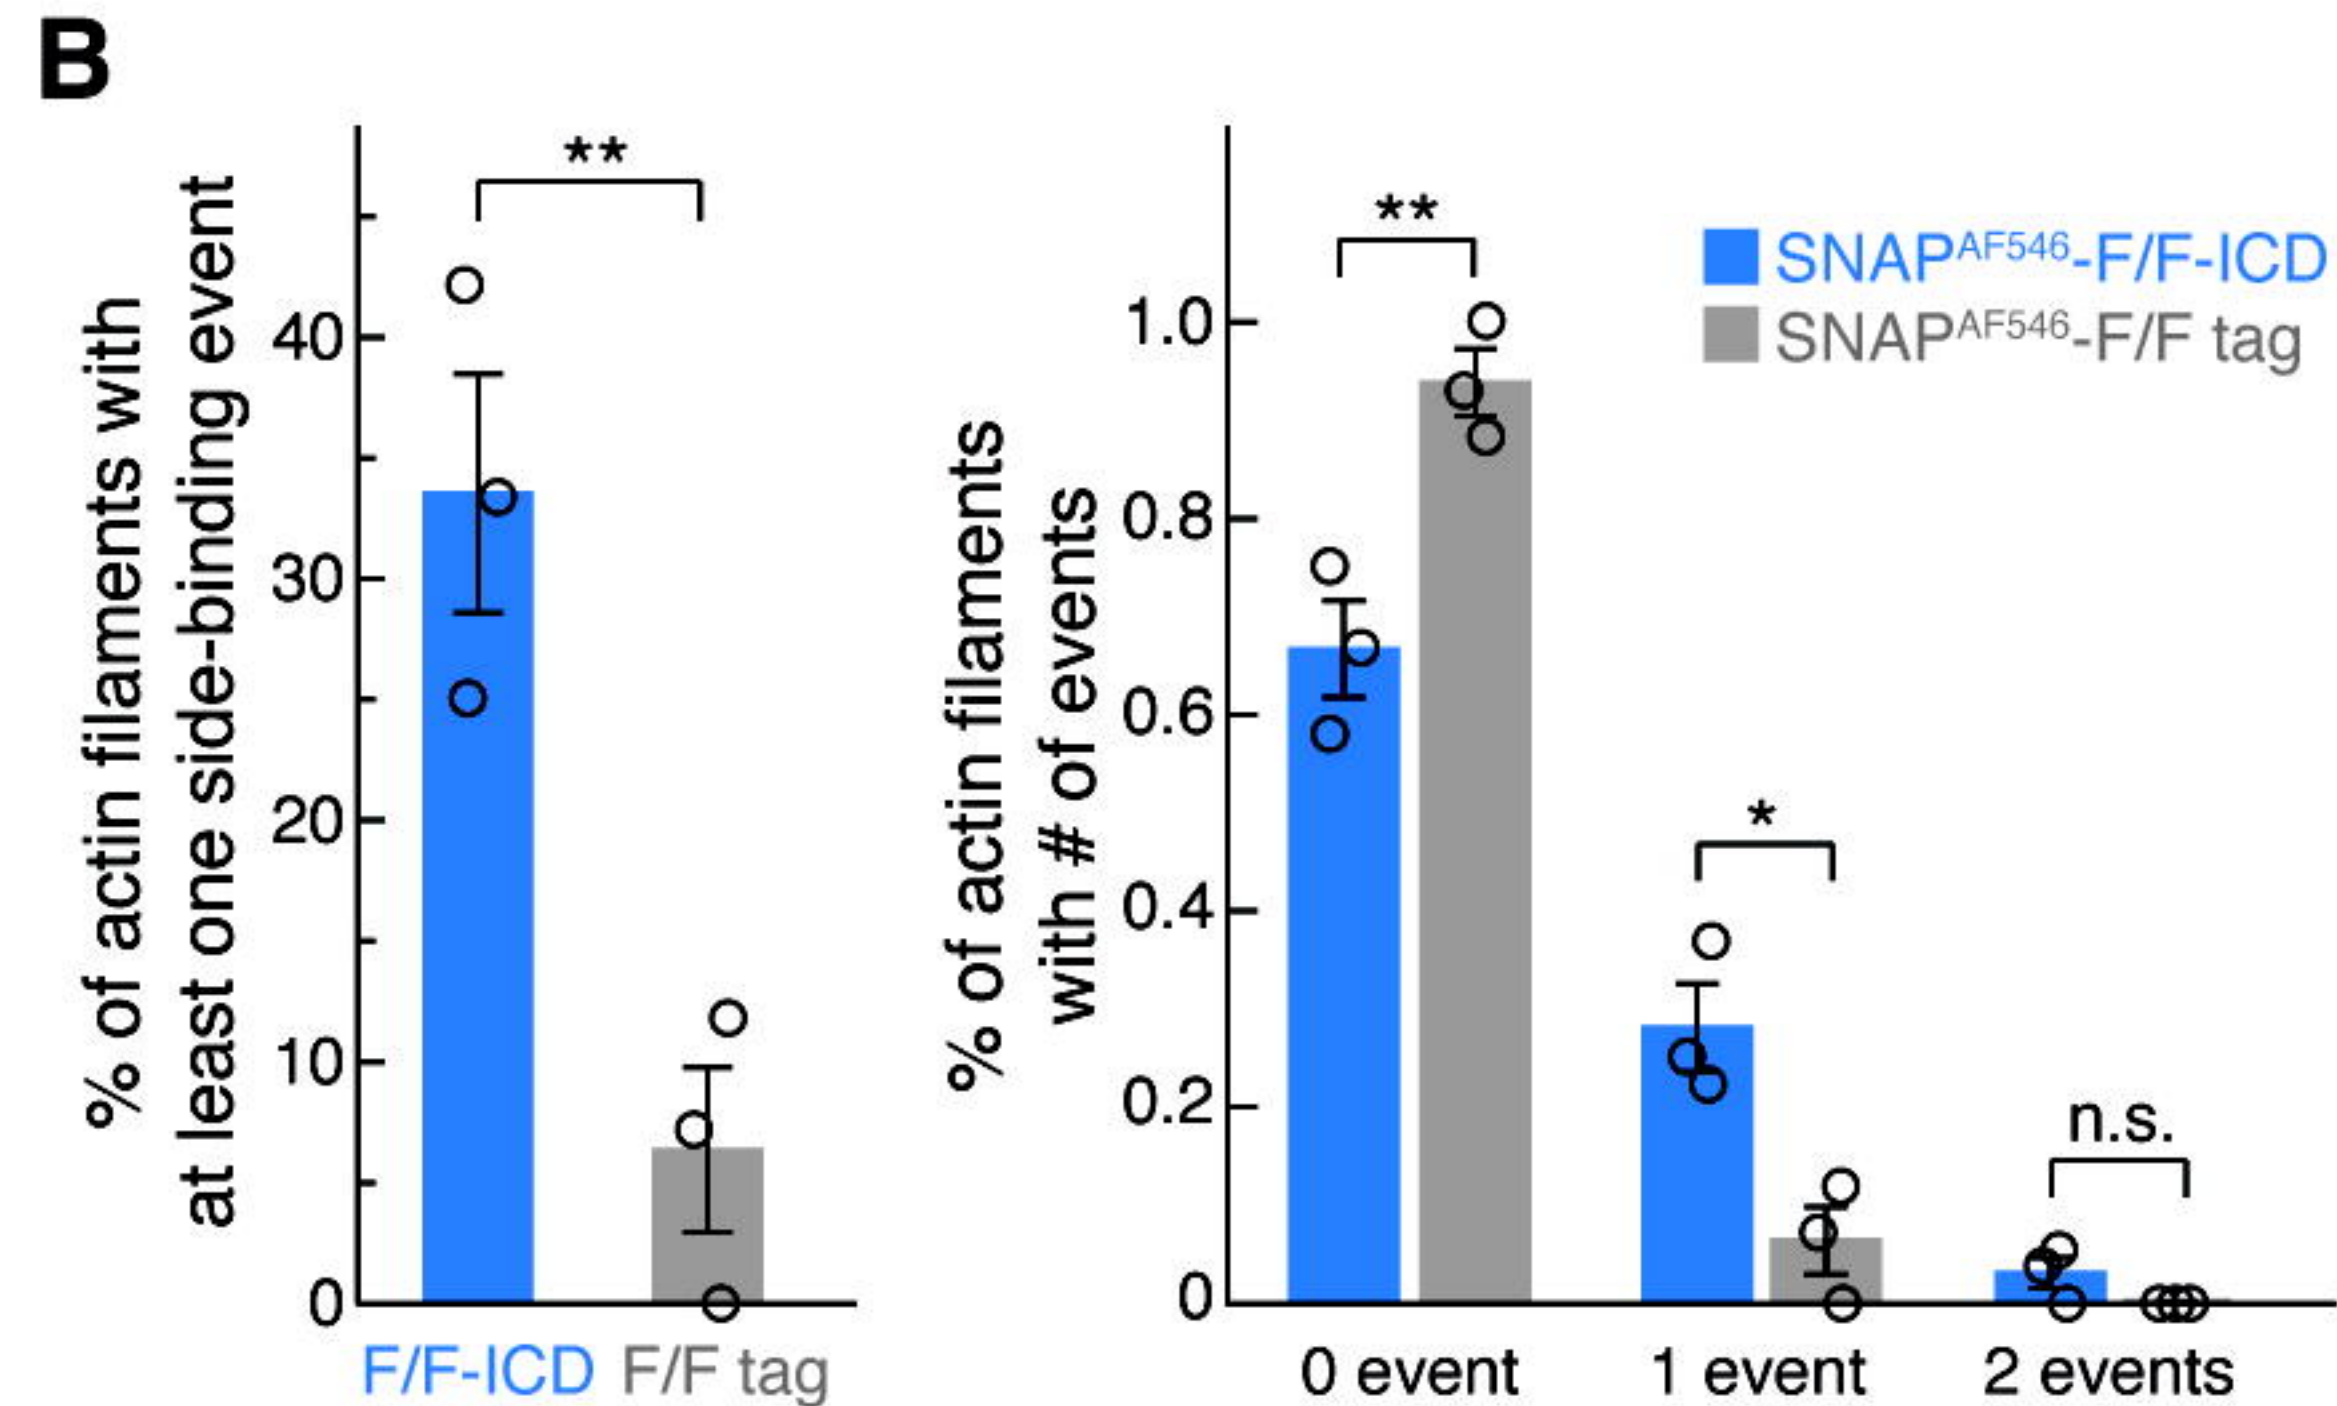 B
% of actin filaments with
at least one side-binding event
40
30
20
10
0
**
F/F-ICD
F/F tag
% of actin filaments
with # of events
1.0
0.8
0.6
0.4
0.2
0
**
*
n.s.
0 event
1 event
2 events
SNAPAF546-F/F-ICD
SNAPAF546-F/F tag